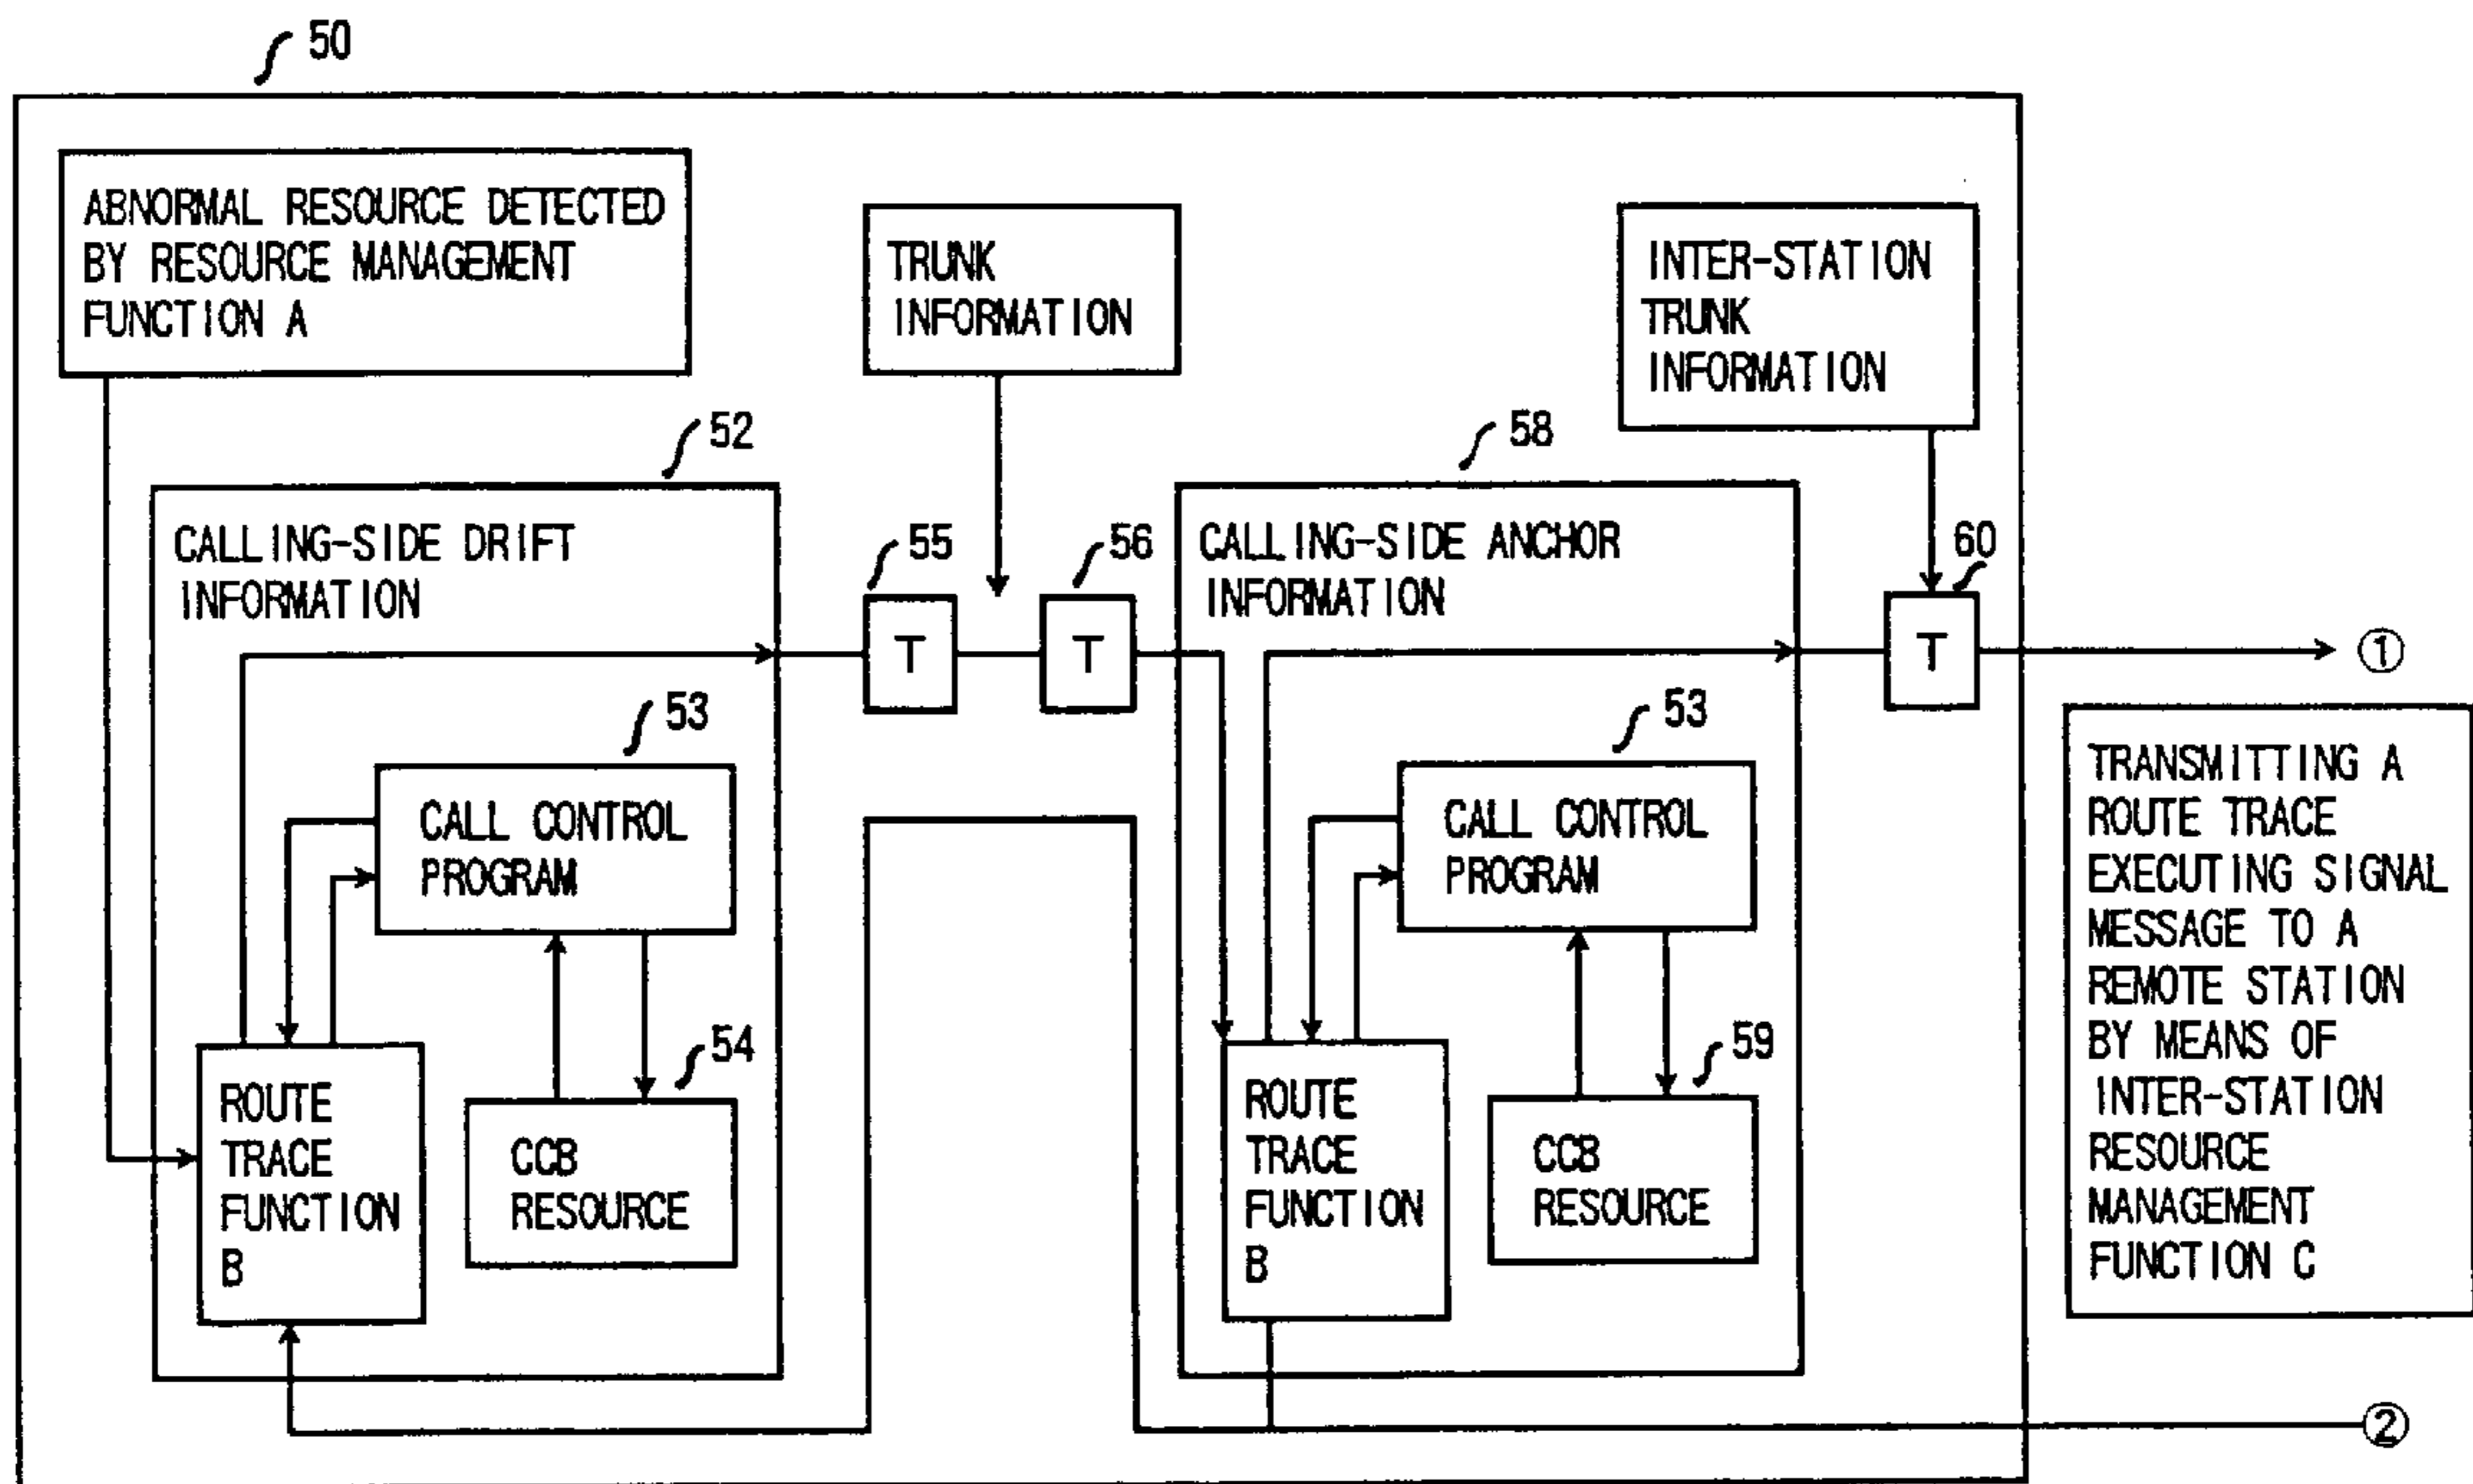 50
ABNORMAL RESOURCE DETECTED
BY RESOURCE MANAGEMENT
FUNCTION A
TRUNK
INFORMATION
INTER-STATION
TRUNK
INFORMATION
52
CALLING-SIDE DRIFT
INFORMATION
55
T
56
T
58
CALLING-SIDE ANCHOR
INFORMATION
60
T
①
53
CALL CONTROL
PROGRAM
54
ROUTE
TRACE
FUNCTION
B
CCB
RESOURCE
53
CALL CONTROL
PROGRAM
59
ROUTE
TRACE
FUNCTION
B
CCB
RESOURCE
TRANSMITTING A
ROUTE TRACE
EXECUTING SIGNAL
MESSAGE TO A
REMOTE STATION
BY MEANS OF
INTER-STATION
RESOURCE
MANAGEMENT
FUNCTION C
②